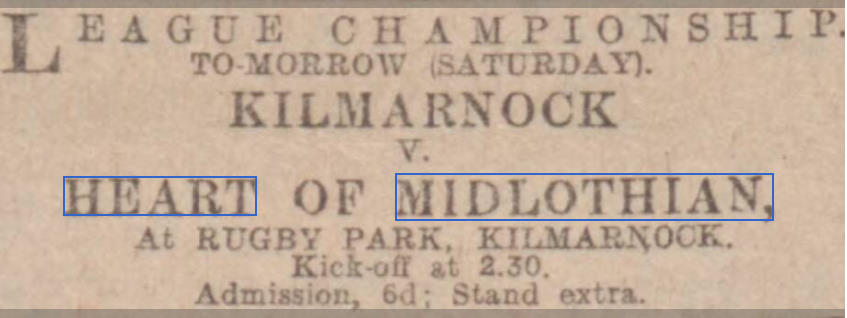 LEAGUE CHAMPIONSHIP.
TO-MORROW (SATURDAY).
KILMARNOCK
V.
HEART OF MIDLOTHIAN,
At RUGBY PARK, KILMARNOCK.
Kick-off at 2.30.
Admission, 6d; Stand extra.